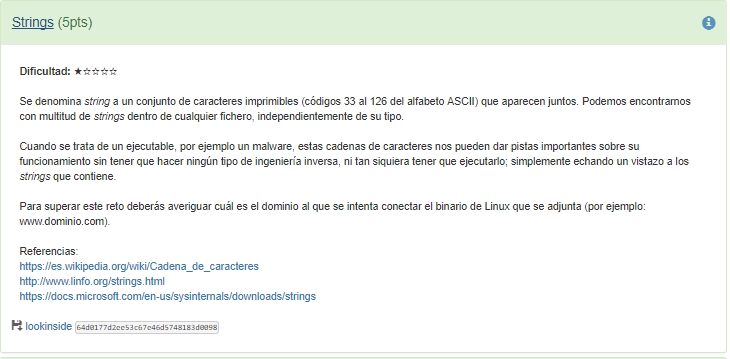 Strings (5pts)
Dificultad: ★☆☆☆☆
Se denomina string a un conjunto de caracteres imprimibles (códigos 33 al 126 del alfabeto ASCII) que aparecen juntos. Podemos encontrarnos
con multitud de strings dentro de cualquier fichero, independientemente de su tipo.
Cuando se trata de un ejecutable, por ejemplo un malware, estas cadenas de caracteres nos pueden dar pistas importantes sobre su
funcionamiento sin tener que hacer ningún tipo de ingeniería inversa, ni tan siquiera tener que ejecutarlo; simplemente echando un vistazo a los
strings que contiene.
Para superar este reto deberás averiguar cuál es el dominio al que se intenta conectar el binario de Linux que se adjunta (por ejemplo:
www.dominio.com).
Referencias:
https://es.wikipedia.org/wiki/Cadena_de_caracteres
http://www.linfo.org/strings.html
https://docs.microsoft.com/en-us/sysinternals/downloads/strings
lookinside 64d0177d2ee53c67e46d5748183d0098